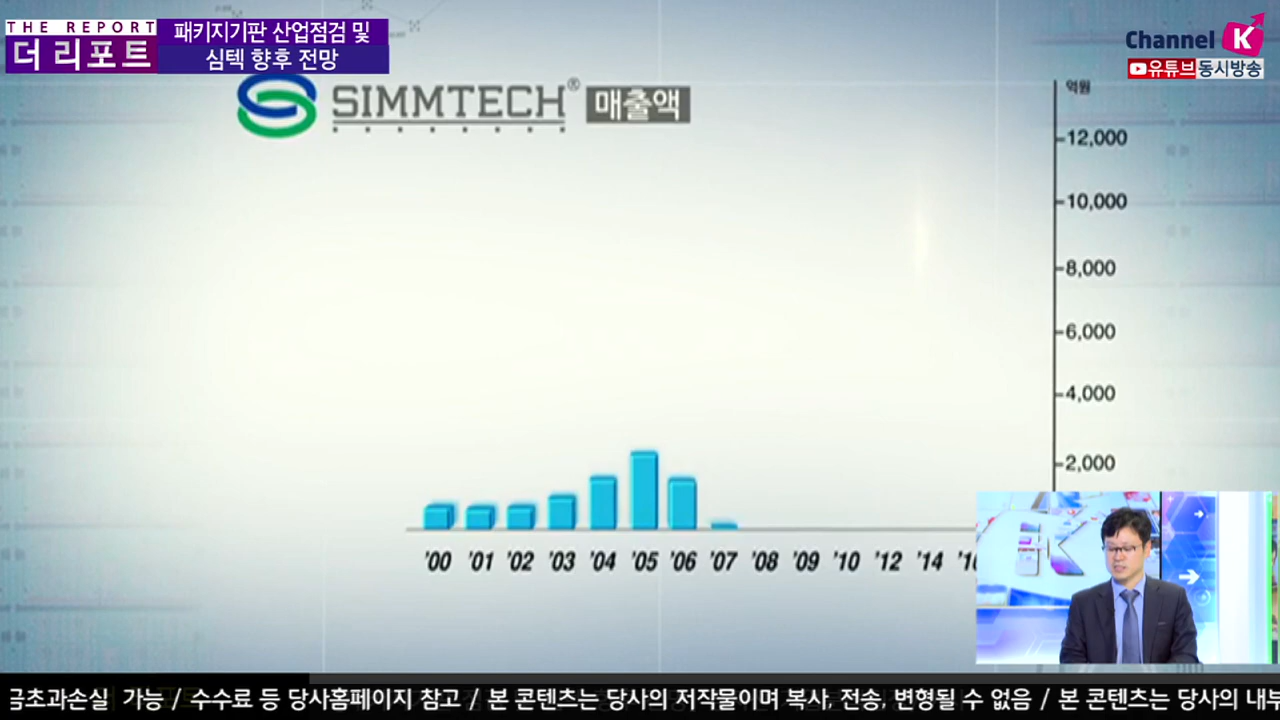 THE REPORT
더 리포트
패키지기판 산업점검 및
심텍 향후 전망
Channel K
유튜브 동시방송
SIMMTECH® 매출액
억원
12,000
10,000
8,000
6,000
4,000
2,000
'00 '01 '02 '03 '04 '05 '06 '07 '08 '09 '10 '12 '14
금초과손실 가능 / 수수료 등 당사홈페이지 참고 / 본 콘텐츠는 당사의 저작물이며 복사, 전송, 변형될 수 없음 / 본 콘텐츠는 당사의 내부